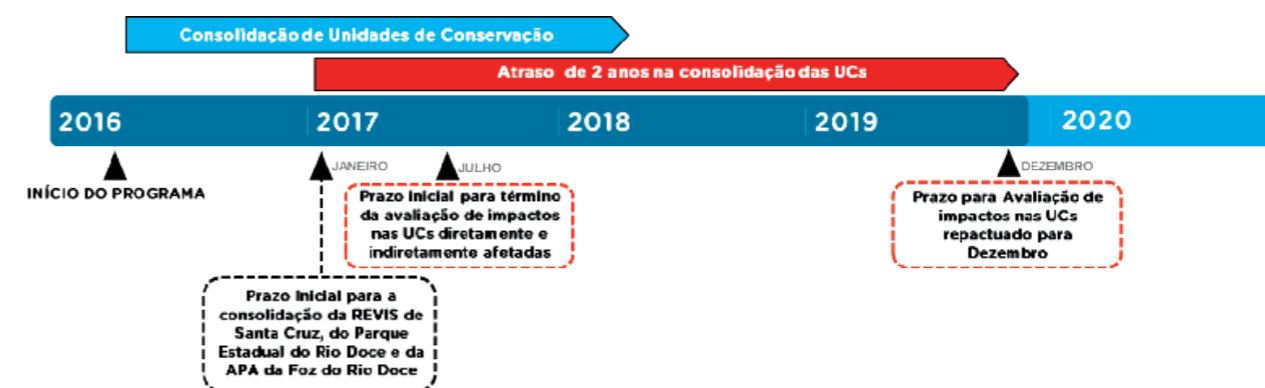 Consolidação de Unidades de Conservação
Atraso de 2 anos na consolidação das UCs
2016
2017
2018
2019
2020
JANEIRO
JULHO
DEZEMBRO
INÍCIO DO PROGRAMA
Prazo inicial para término
da avaliação de impactos
nas UCs diretamente e
indiretamente afetadas
Prazo para Avaliação de
impactos nas UCs
repactuado para
Dezembro
Prazo inicial para a
consolidação da REVIS de
Santa Cruz, do Parque
Estadual do Rio Doce e da
APA da Foz do Rio Doce